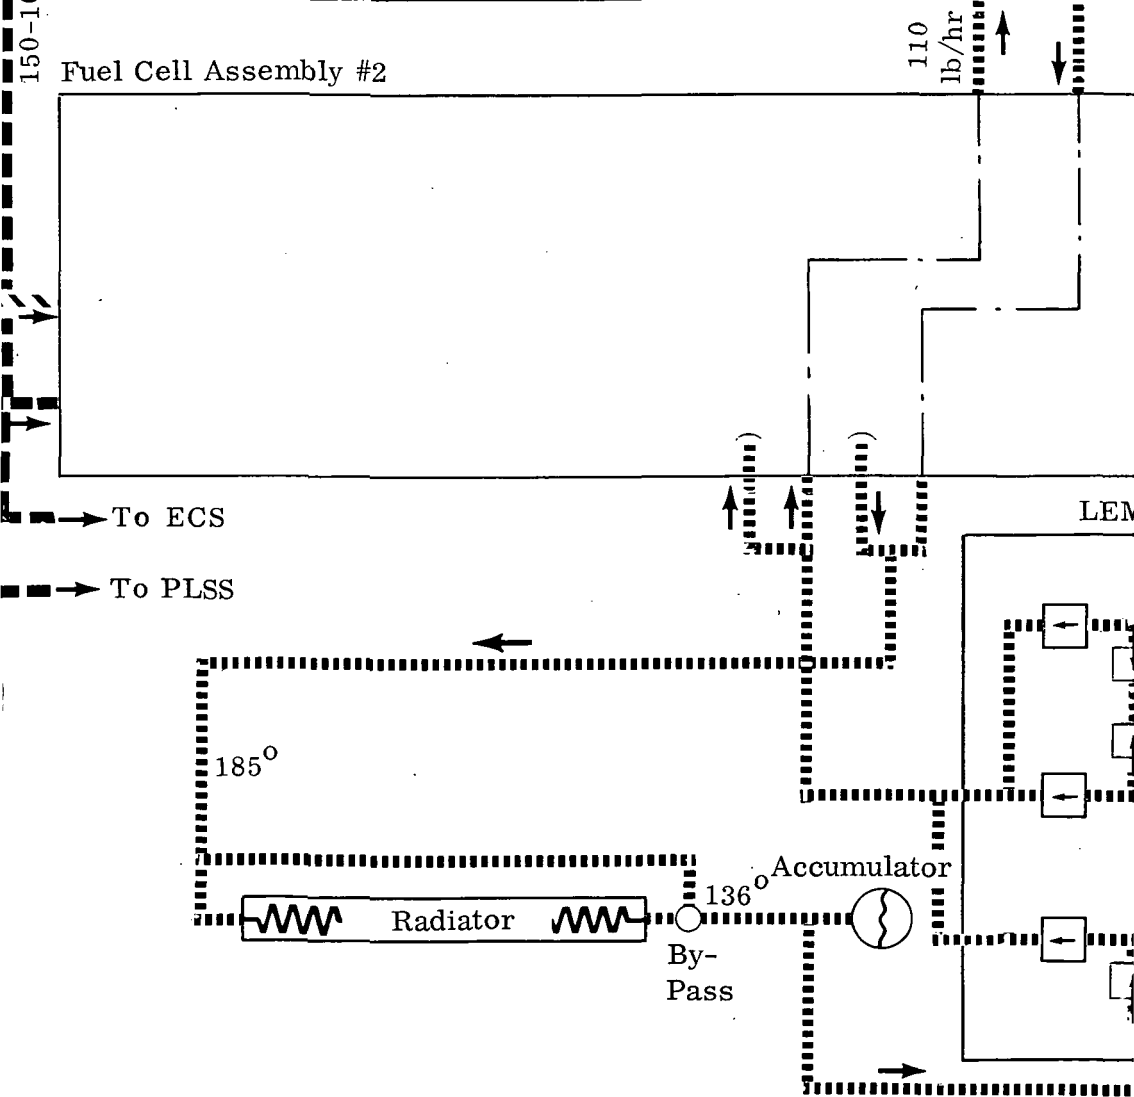 110
lb/hr
Fuel Cell Assembly #2
To ECS
To PLSS
185°
Accumulator
136°
Radiator
By-
Pass